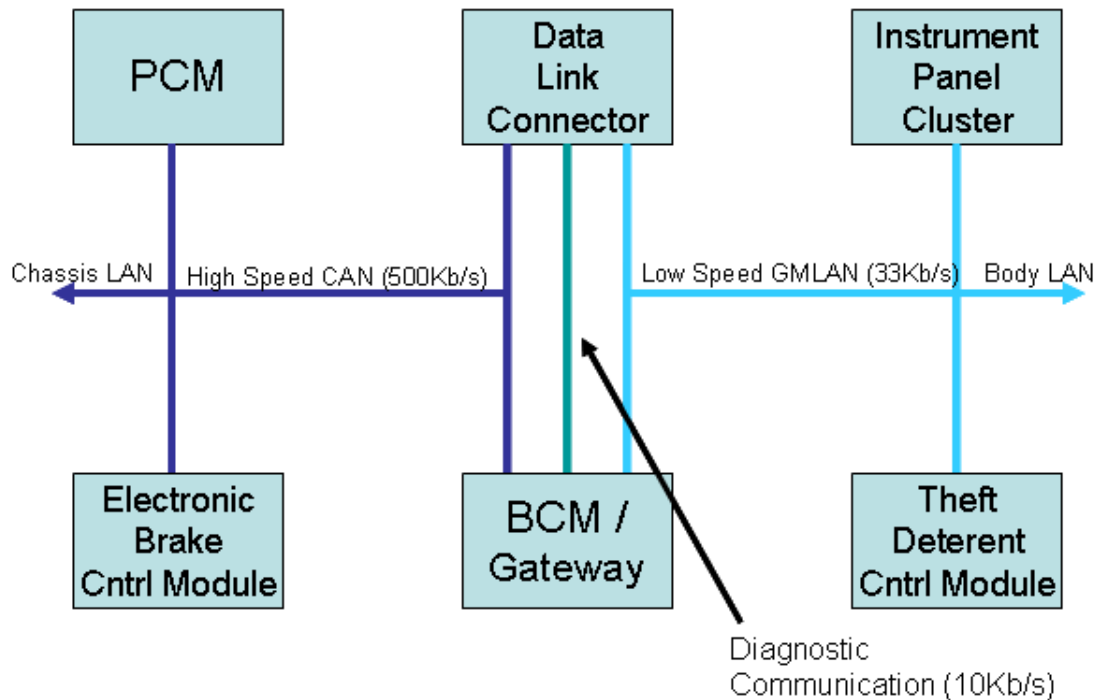 PCM
Data
Link
Connector
Instrument
Panel
Cluster
Chassis LAN
High Speed CAN (500Kb/s)
Low Speed GMLAN (33Kb/s)
Body LAN
Electronic
Brake
Cntrl Module
BCM /
Gateway
Theft
Deterent
Cntrl Module
Diagnostic
Communication (10Kb/s)